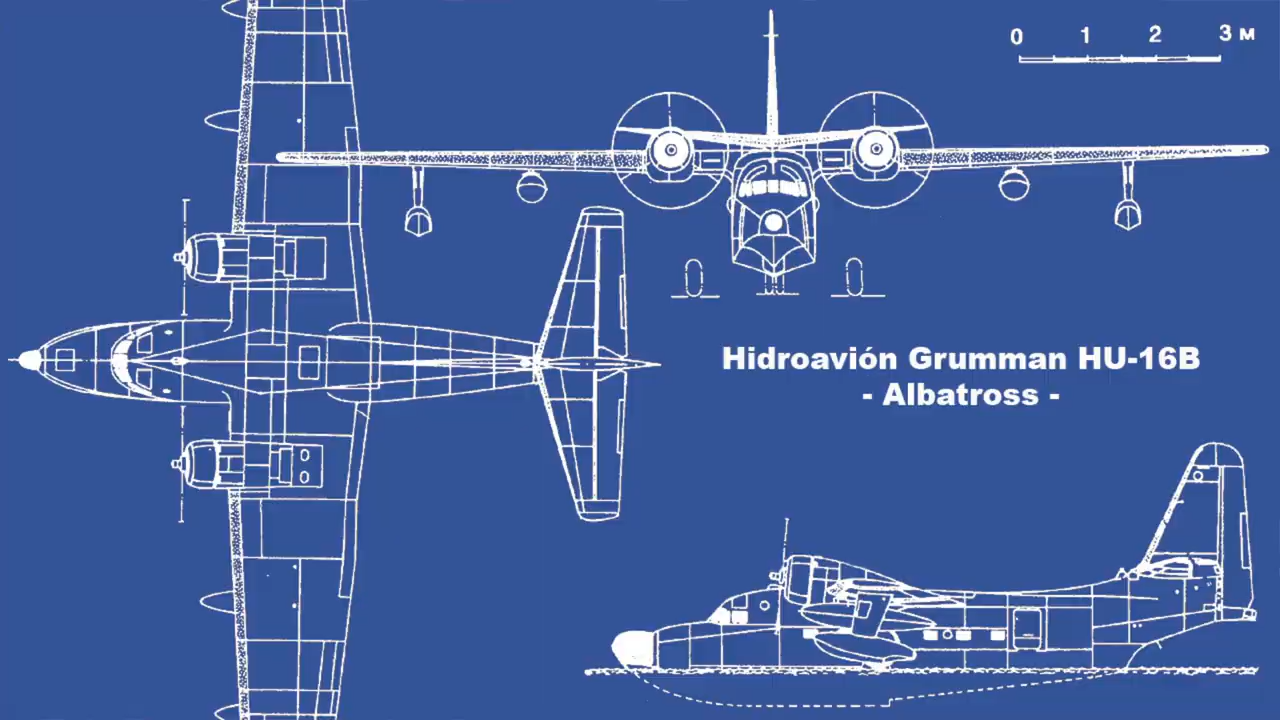 0 1 2 3 м
Hidroavión Grumman HU-16B
- Albatross -